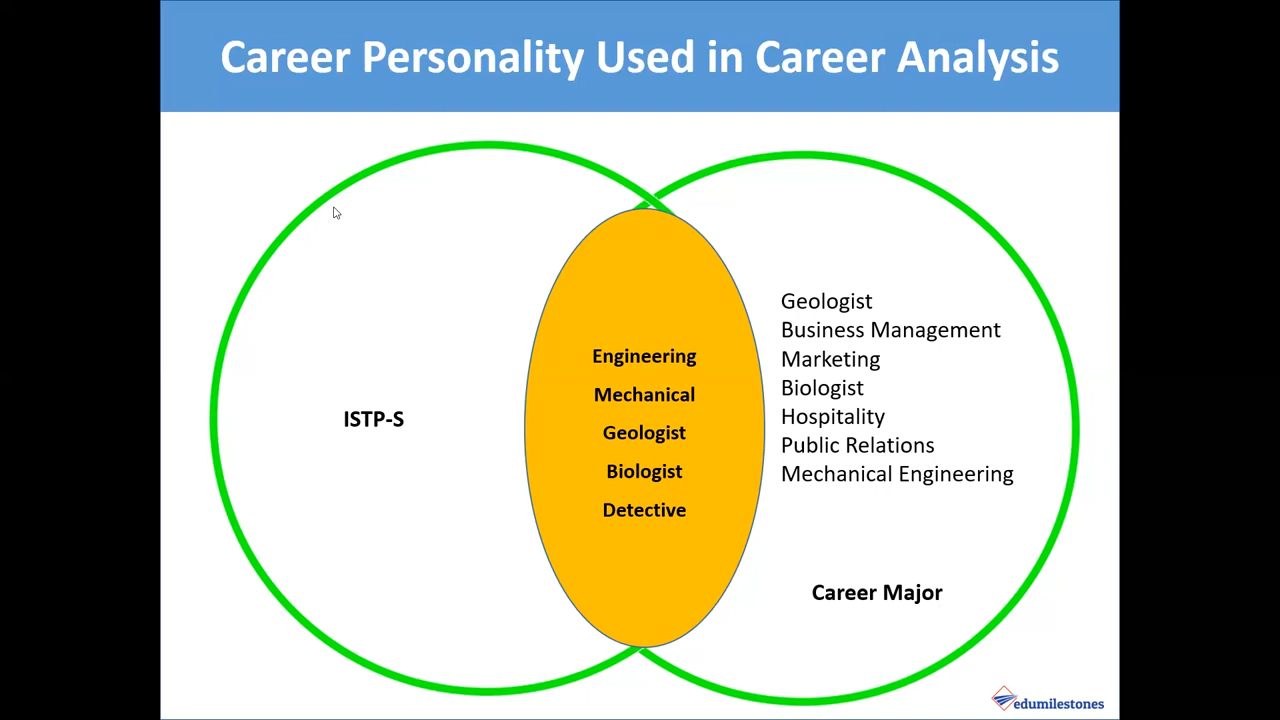 Career Personality Used in Career Analysis
ISTP-S
Engineering
Mechanical
Geologist
Biologist
Detective
Geologist
Business Management
Marketing
Biologist
Hospitality
Public Relations
Mechanical Engineering
Career Major
edumilestones